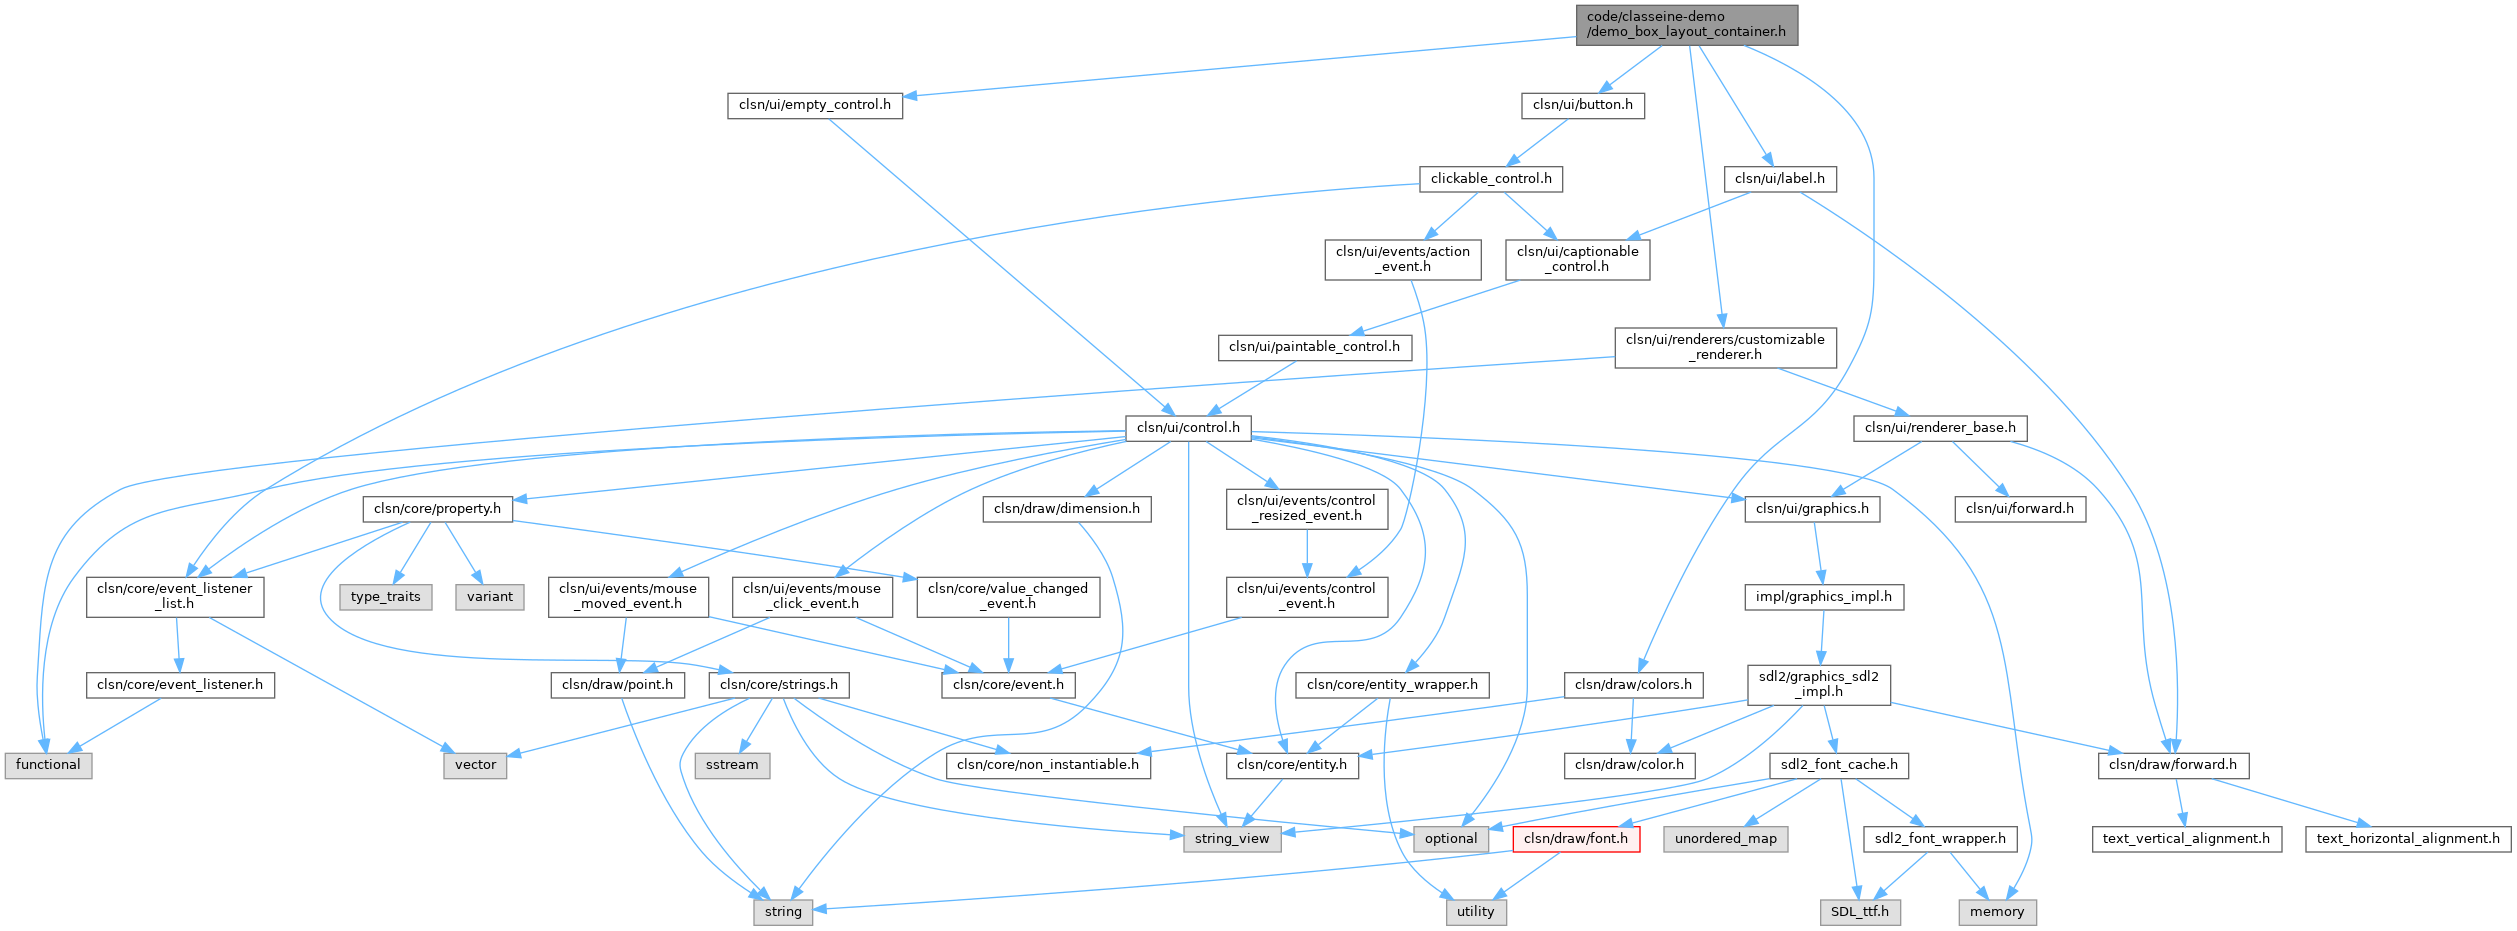 code/classeine-demo
/demo_box_layout_container.h
clsn/ui/empty_control.h
clsn/ui/button.h
clickable_control.h
clsn/ui/label.h
clsn/ui/events/action
_event.h
clsn/ui/captionable
_control.h
clsn/ui/paintable_control.h
clsn/ui/renderers/customizable
_renderer.h
clsn/ui/control.h
clsn/ui/renderer_base.h
clsn/core/property.h
clsn/draw/dimension.h
clsn/ui/events/control
_resized_event.h
clsn/ui/graphics.h
clsn/ui/forward.h
clsn/core/event_listener
_list.h
type_traits
variant
clsn/ui/events/mouse
_moved_event.h
clsn/ui/events/mouse
_click_event.h
clsn/core/value_changed
_event.h
clsn/ui/events/control
_event.h
impl/graphics_impl.h
clsn/core/event_listener.h
clsn/draw/point.h
clsn/core/strings.h
clsn/core/event.h
clsn/core/entity_wrapper.h
clsn/draw/colors.h
sdl2/graphics_sdl2
_impl.h
functional
vector
sstream
clsn/core/non_instantiable.h
clsn/core/entity.h
clsn/draw/color.h
sdl2_font_cache.h
clsn/draw/forward.h
string_view
optional
clsn/draw/font.h
unordered_map
sdl2_font_wrapper.h
text_vertical_alignment.h
text_horizontal_alignment.h
string
utility
SDL_ttf.h
memory